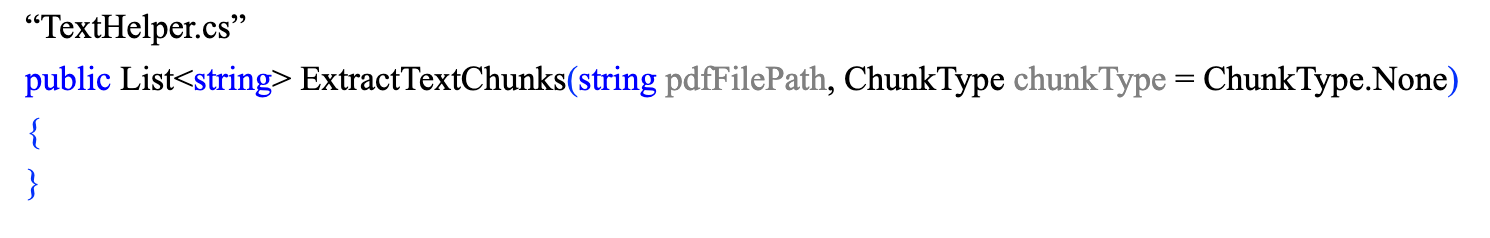 “TextHelper.cs”
public List<string> ExtractTextChunks(string pdfFilePath, ChunkType chunkType = ChunkType.None)
{
}